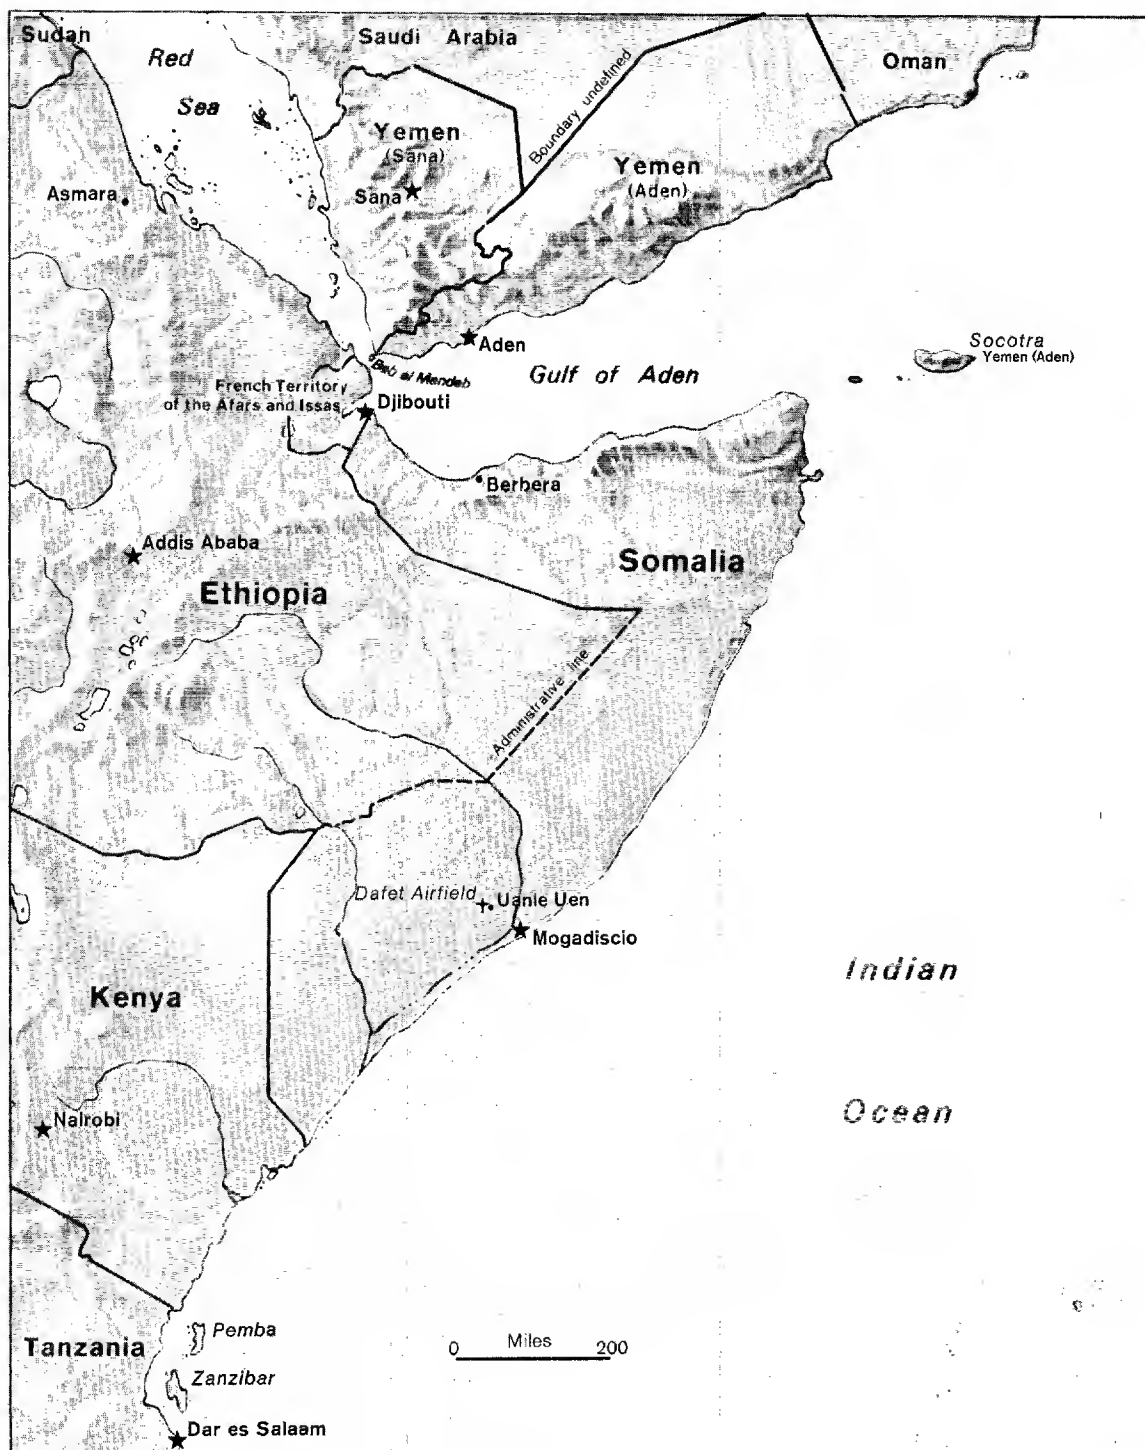 Sudan
Red
Sea
Saudi Arabia
Oman
Yemen
(Sana)
Boundary undefined
Yemen
(Aden)
Sana
Asmara
Aden
Socotra
Yemen (Aden)
Bab el Mandeb
Gulf of Aden
French Territory
of the Afars and Issas
Djibouti
Berbera
Addis Ababa
Somalia
Ethiopia
Administrative line
Dafet Airfield
Uanle Uen
Mogadiscio
Indian
Kenya
Ocean
Nairobi
Pemba
Miles
0 200
Tanzania
Zanzibar
Dar es Salaam